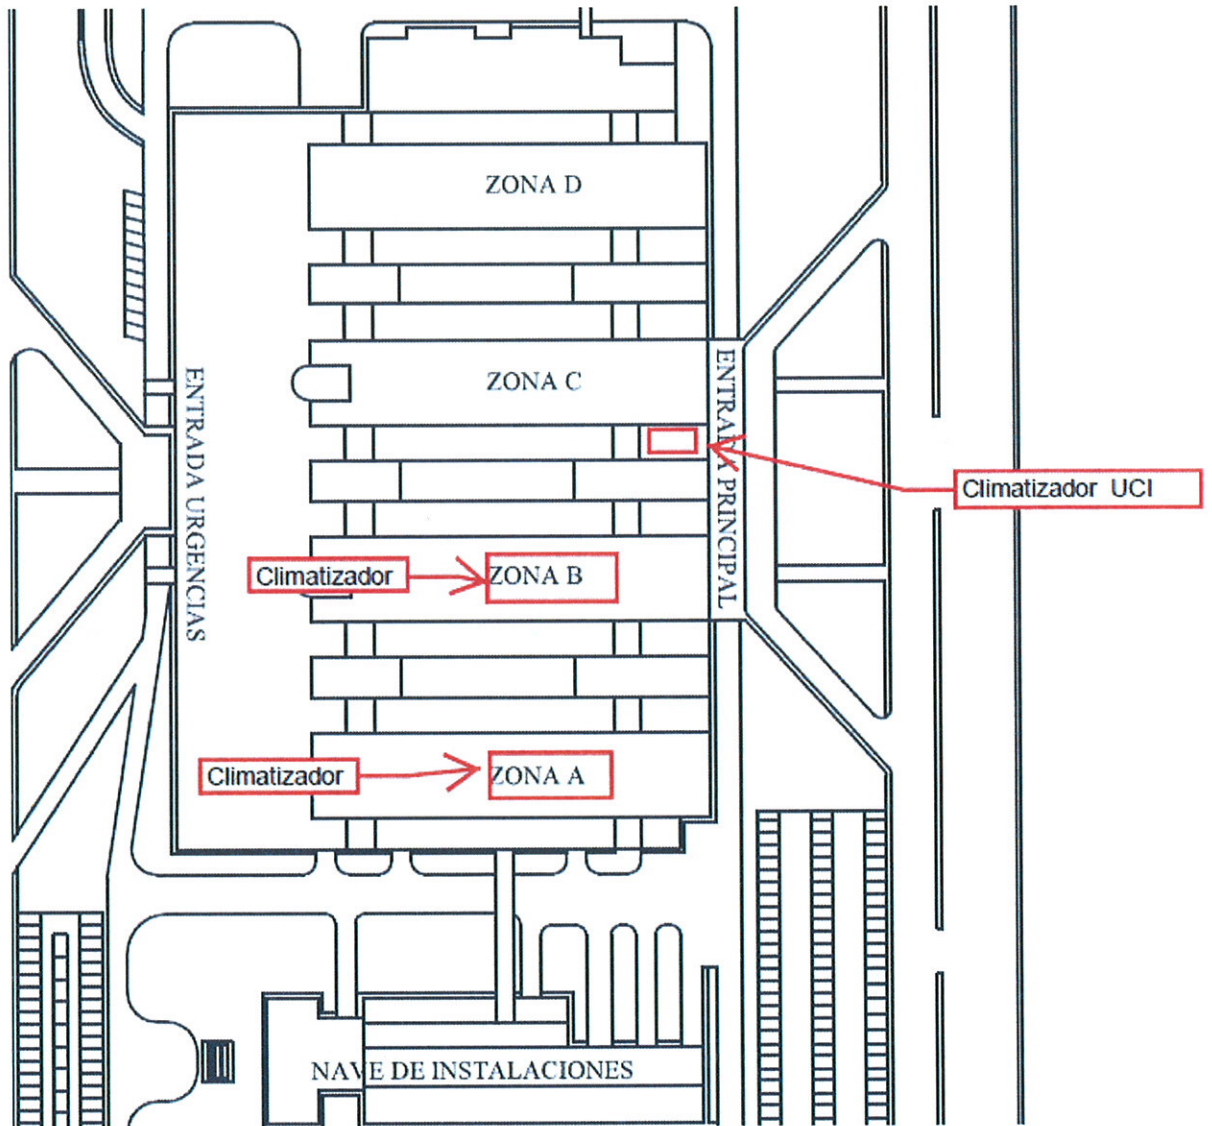 ZONA D
ZONA C
ENTRADA URGENCIAS
ENTRADA PRINCIPAL
Climatizador UCI
Climatizador
ZONA B
Climatizador
ZONA A
NAVE DE INSTALACIONES